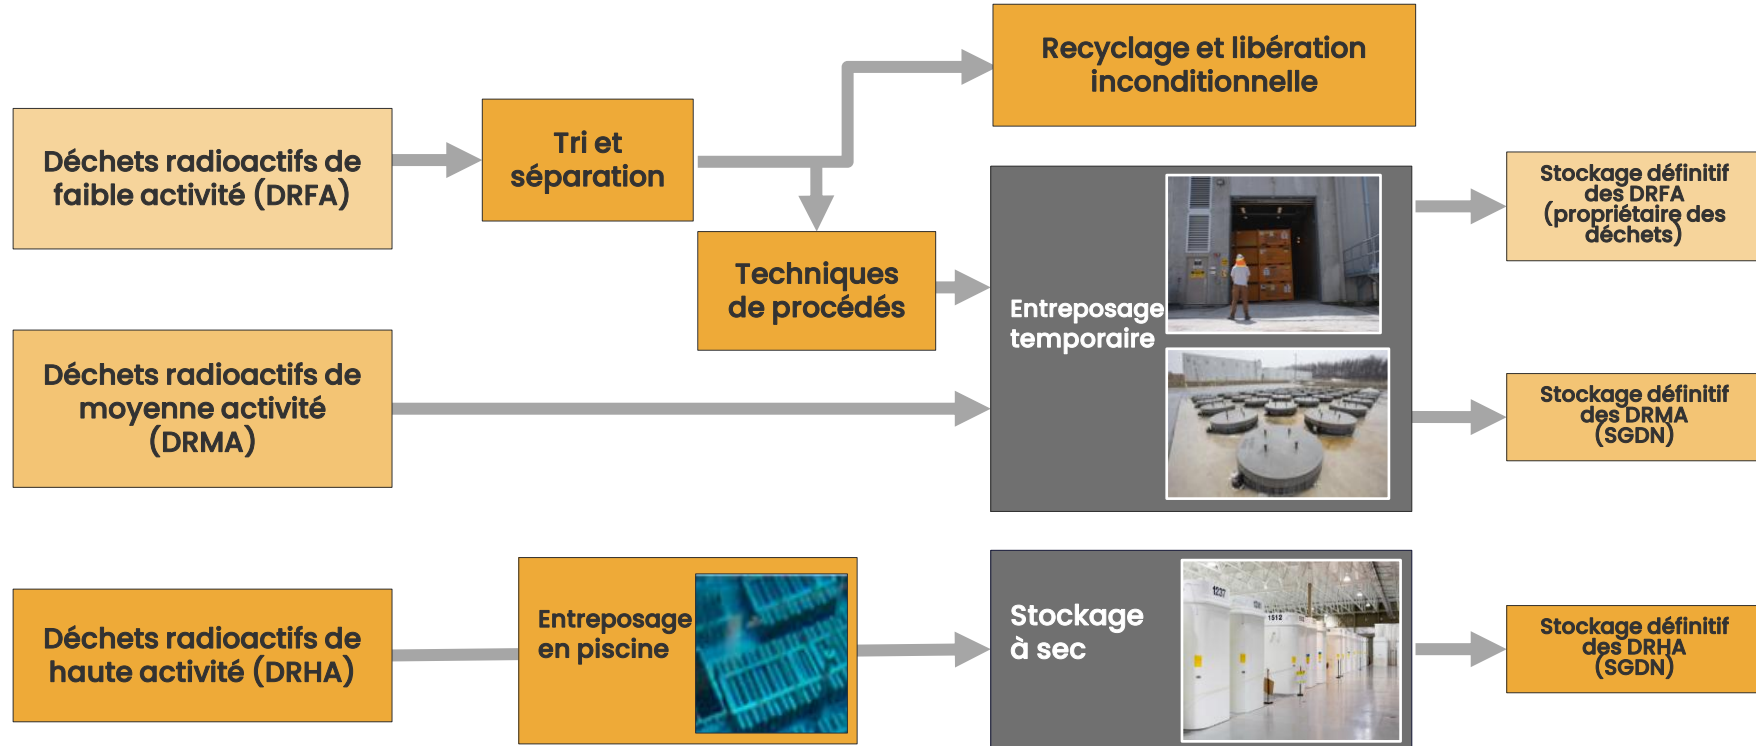 Recyclage et libération
inconditionnelle
Déchets radioactifs de
faible activité (DRFA)
Tri et
séparation
Techniques
de procédés
Entreposage
temporaire
Stockage définitif
des DRFA
(propriétaire des
déchets)
Déchets radioactifs de
moyenne activité
(DRMA)
Stockage définitif
des DRMA
(SGDN)
Déchets radioactifs de
haute activité (DRHA)
Entreposage
en piscine
Stockage
à sec
1237
1512
Stockage définitif
des DRHA
(SGDN)